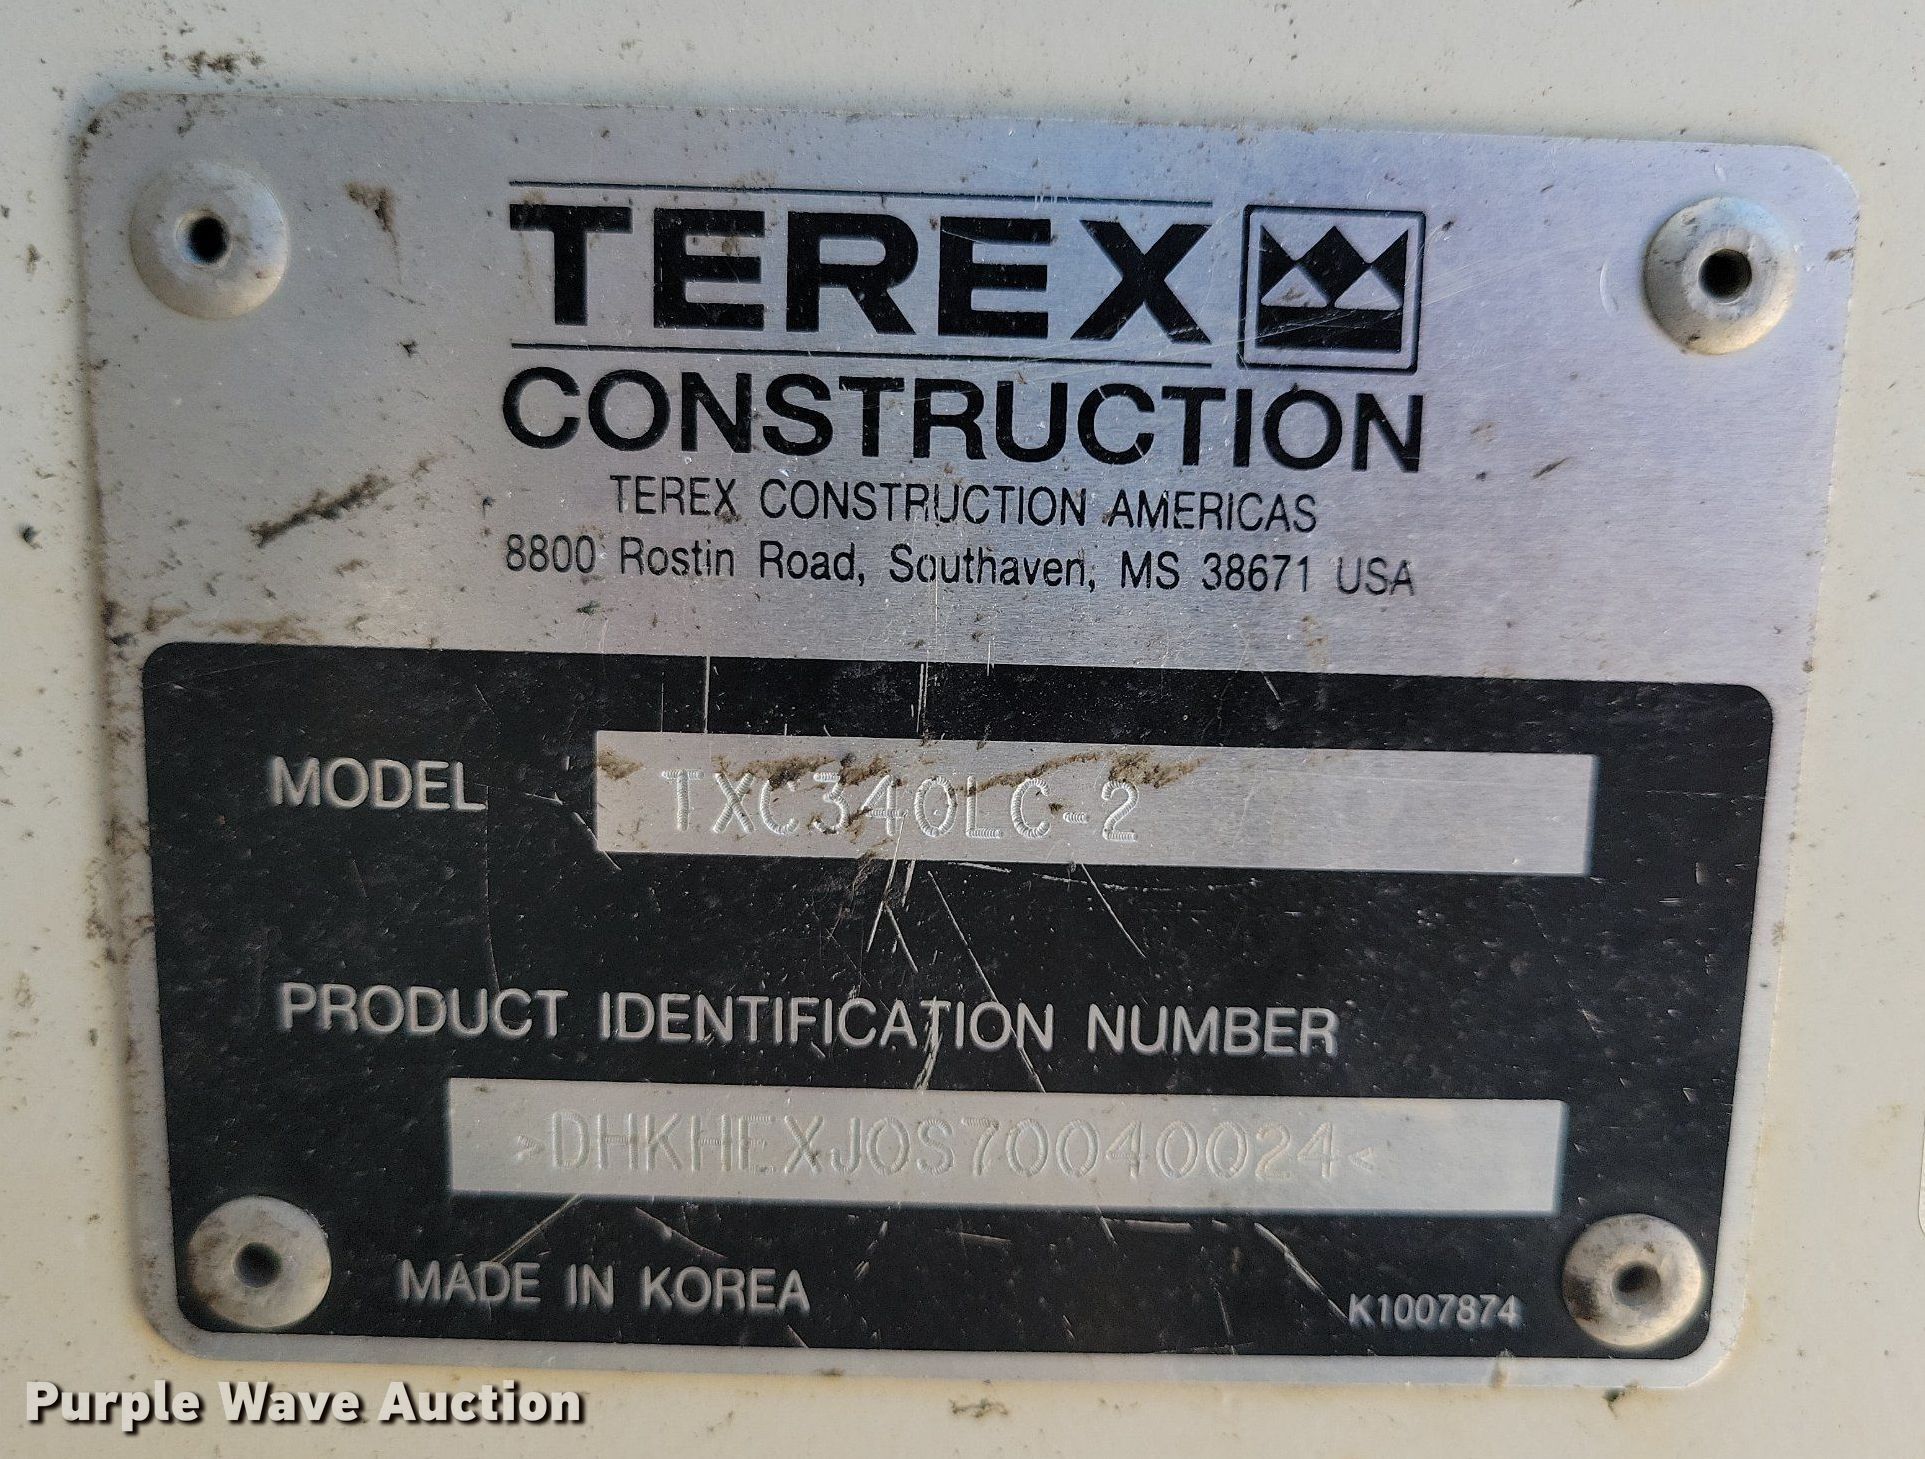 TEREX
CONSTRUCTION
TEREX CONSTRUCTION AMERICAS
8800 Rostin Road, Southaven, MS 38671 USA
MODEL TXC340LC-2
PRODUCT IDENTIFICATION NUMBER
>DHKHEXJ0S70040024<
MADE IN KOREA K1007874
Purple Wave Auction